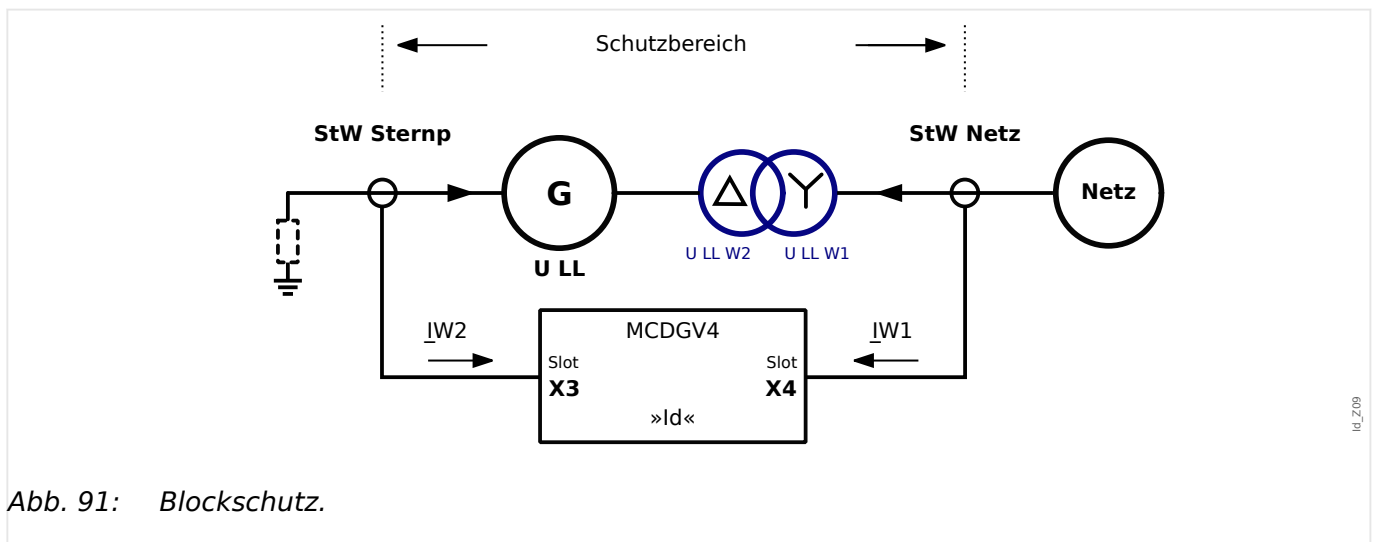 Schutzbereich
StW Sternp
StW Netz
G
Netz
U LL
U LL W2
U LL W1
IW2
MCDGV4
IW1
Slot
X3
Slot
X4
»Id«
Id_Z09
Abb. 91: Blockschutz.